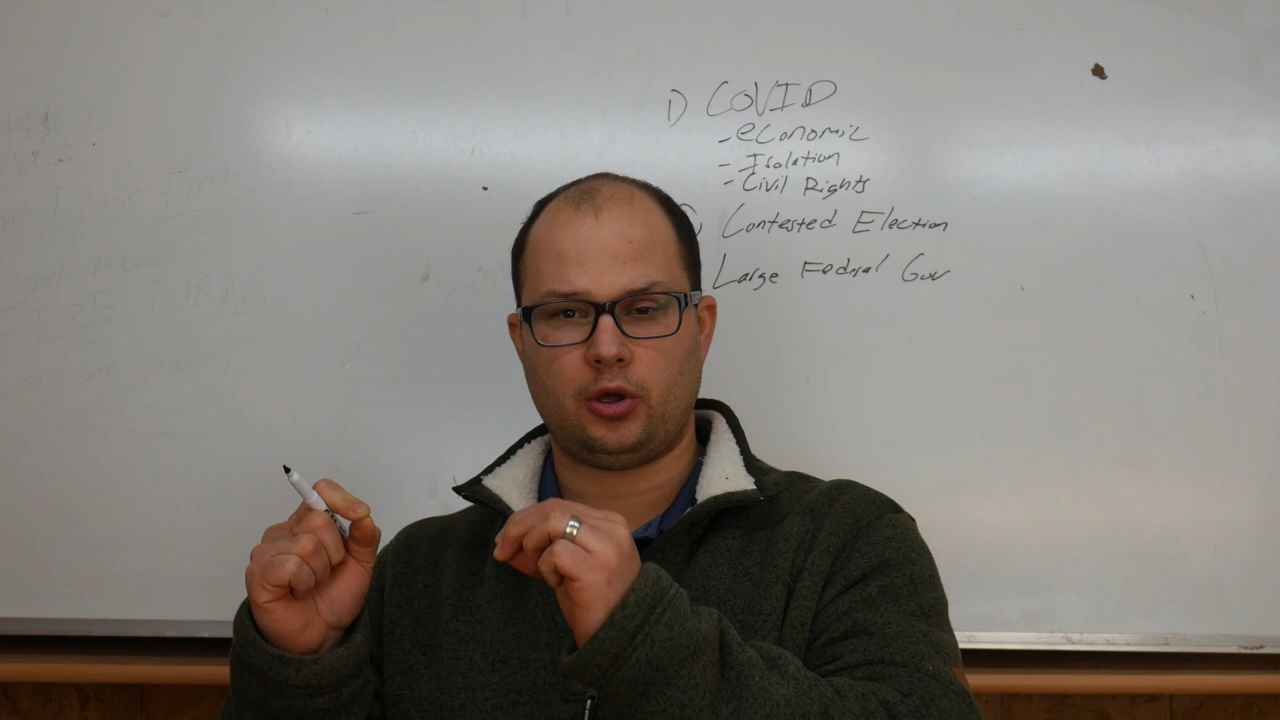 1) COVID
- economic
- Isolation
- Civil Rights
) Contested Election
Large Federal Gov